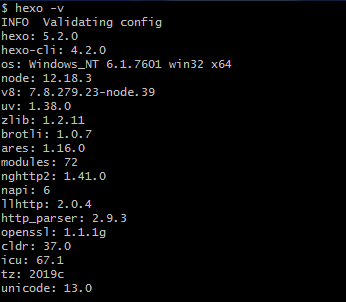 $ hexo -v
INFO  Validating config
hexo: 5.2.0
hexo-cli: 4.2.0
os: Windows_NT 6.1.7601 win32 x64
node: 12.18.3
v8: 7.8.279.23-node.39
uv: 1.38.0
zlib: 1.2.11
brotli: 1.0.7
ares: 1.16.0
modules: 72
nghttp2: 1.41.0
napi: 6
llhttp: 2.0.4
http_parser: 2.9.3
openssl: 1.1.1g
cldr: 37.0
icu: 67.1
tz: 2019c
unicode: 13.0